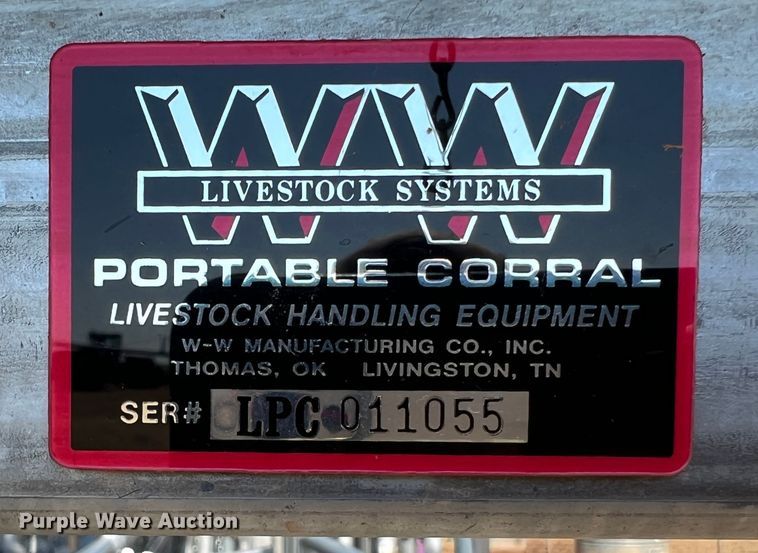 WW
LIVESTOCK SYSTEMS
PORTABLE CORRAL
LIVESTOCK HANDLING EQUIPMENT
W-W MANUFACTURING CO., INC.
THOMAS, OK LIVINGSTON, TN
SER# LPC 011055
Purple Wave Auction